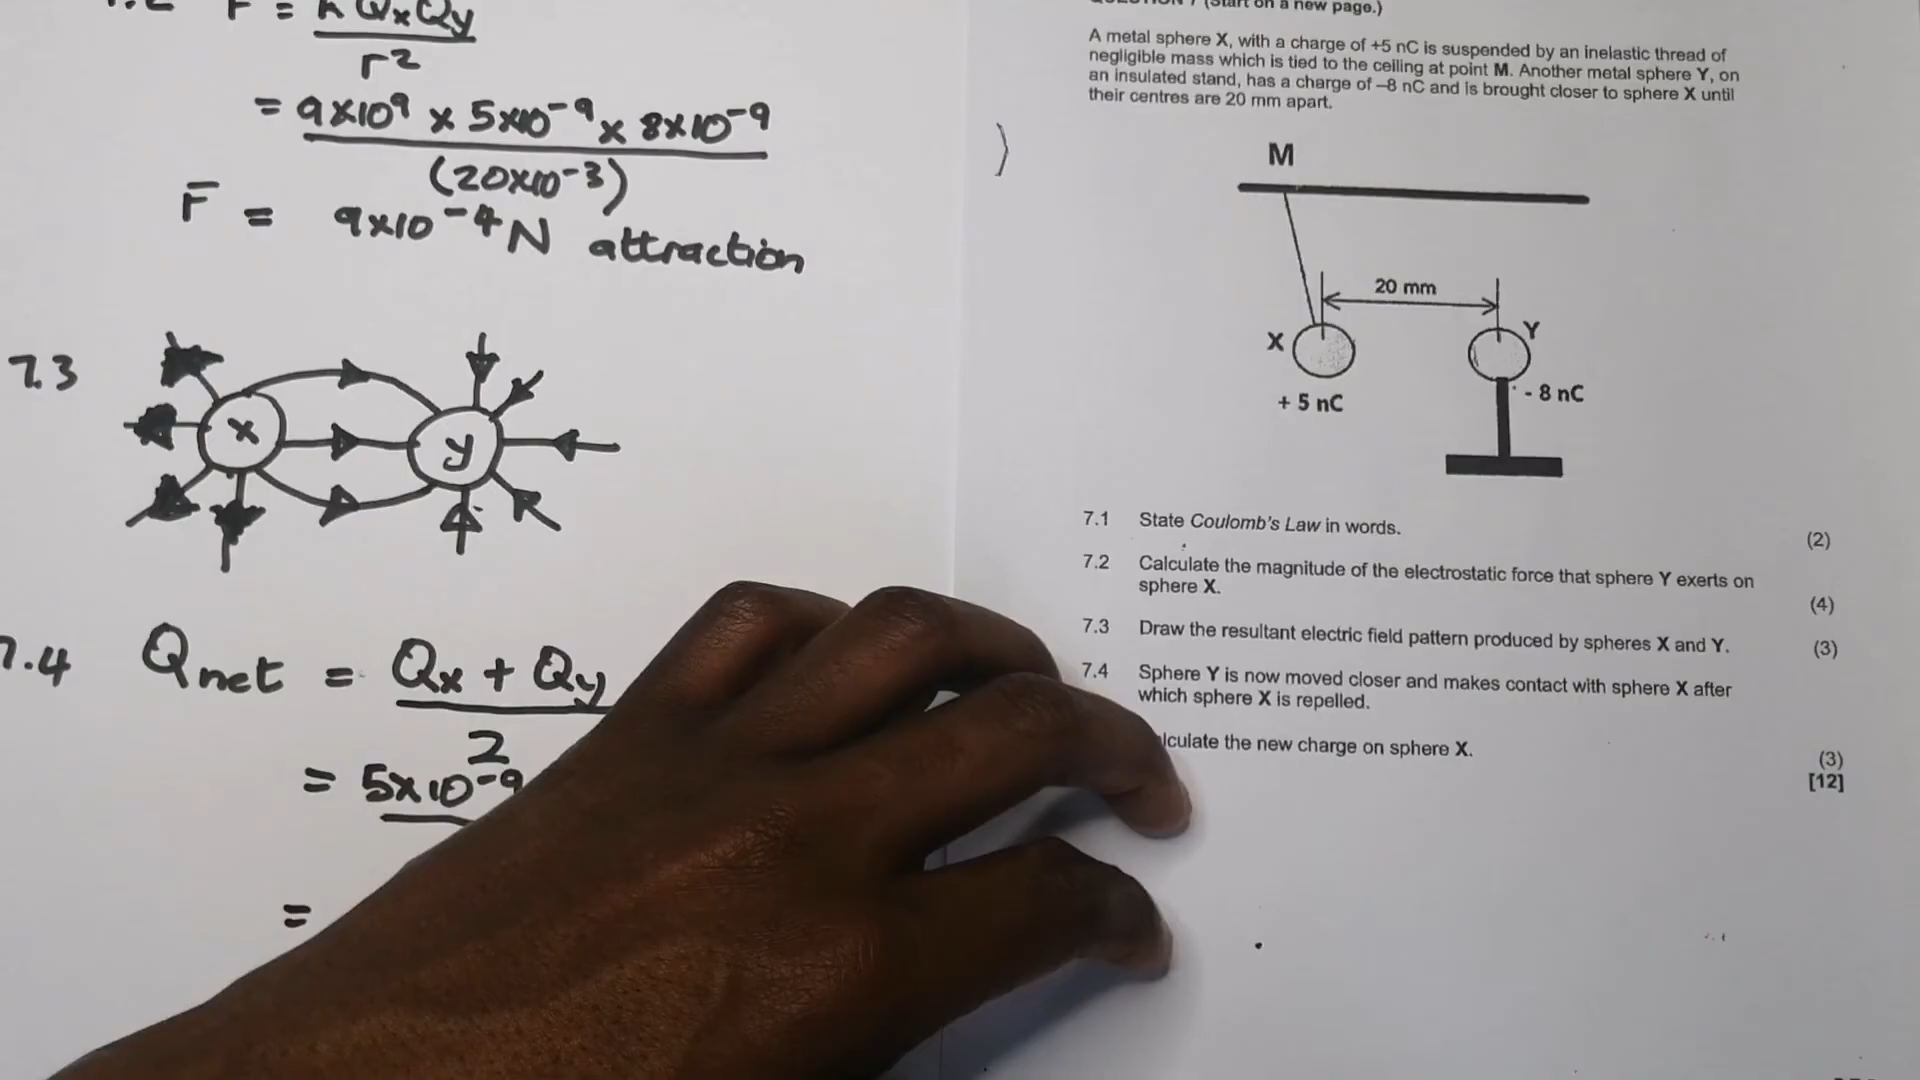 F = k QxQy
r²
= 9x10⁹ x 5x10⁻⁹ x 8x10⁻⁹
(20x10⁻³)
F = 9x10⁻⁴N attraction
7.3
x
y
7.4 Qnet = Qx + Qy
2
= 5x10⁻⁹
=
(Start on a new page.)
A metal sphere X, with a charge of +5 nC is suspended by an inelastic thread of
negligible mass which is tied to the ceiling at point M. Another metal sphere Y, on
an insulated stand, has a charge of –8 nC and is brought closer to sphere X until
their centres are 20 mm apart.
)
M
20 mm
X
Y
+ 5 nC
- 8 nC
7.1 State Coulomb's Law in words.
(2)
7.2 Calculate the magnitude of the electrostatic force that sphere Y exerts on
sphere X.
(4)
7.3 Draw the resultant electric field pattern produced by spheres X and Y.
(3)
7.4 Sphere Y is now moved closer and makes contact with sphere X after
which sphere X is repelled.
lculate the new charge on sphere X.
(3)
[12]